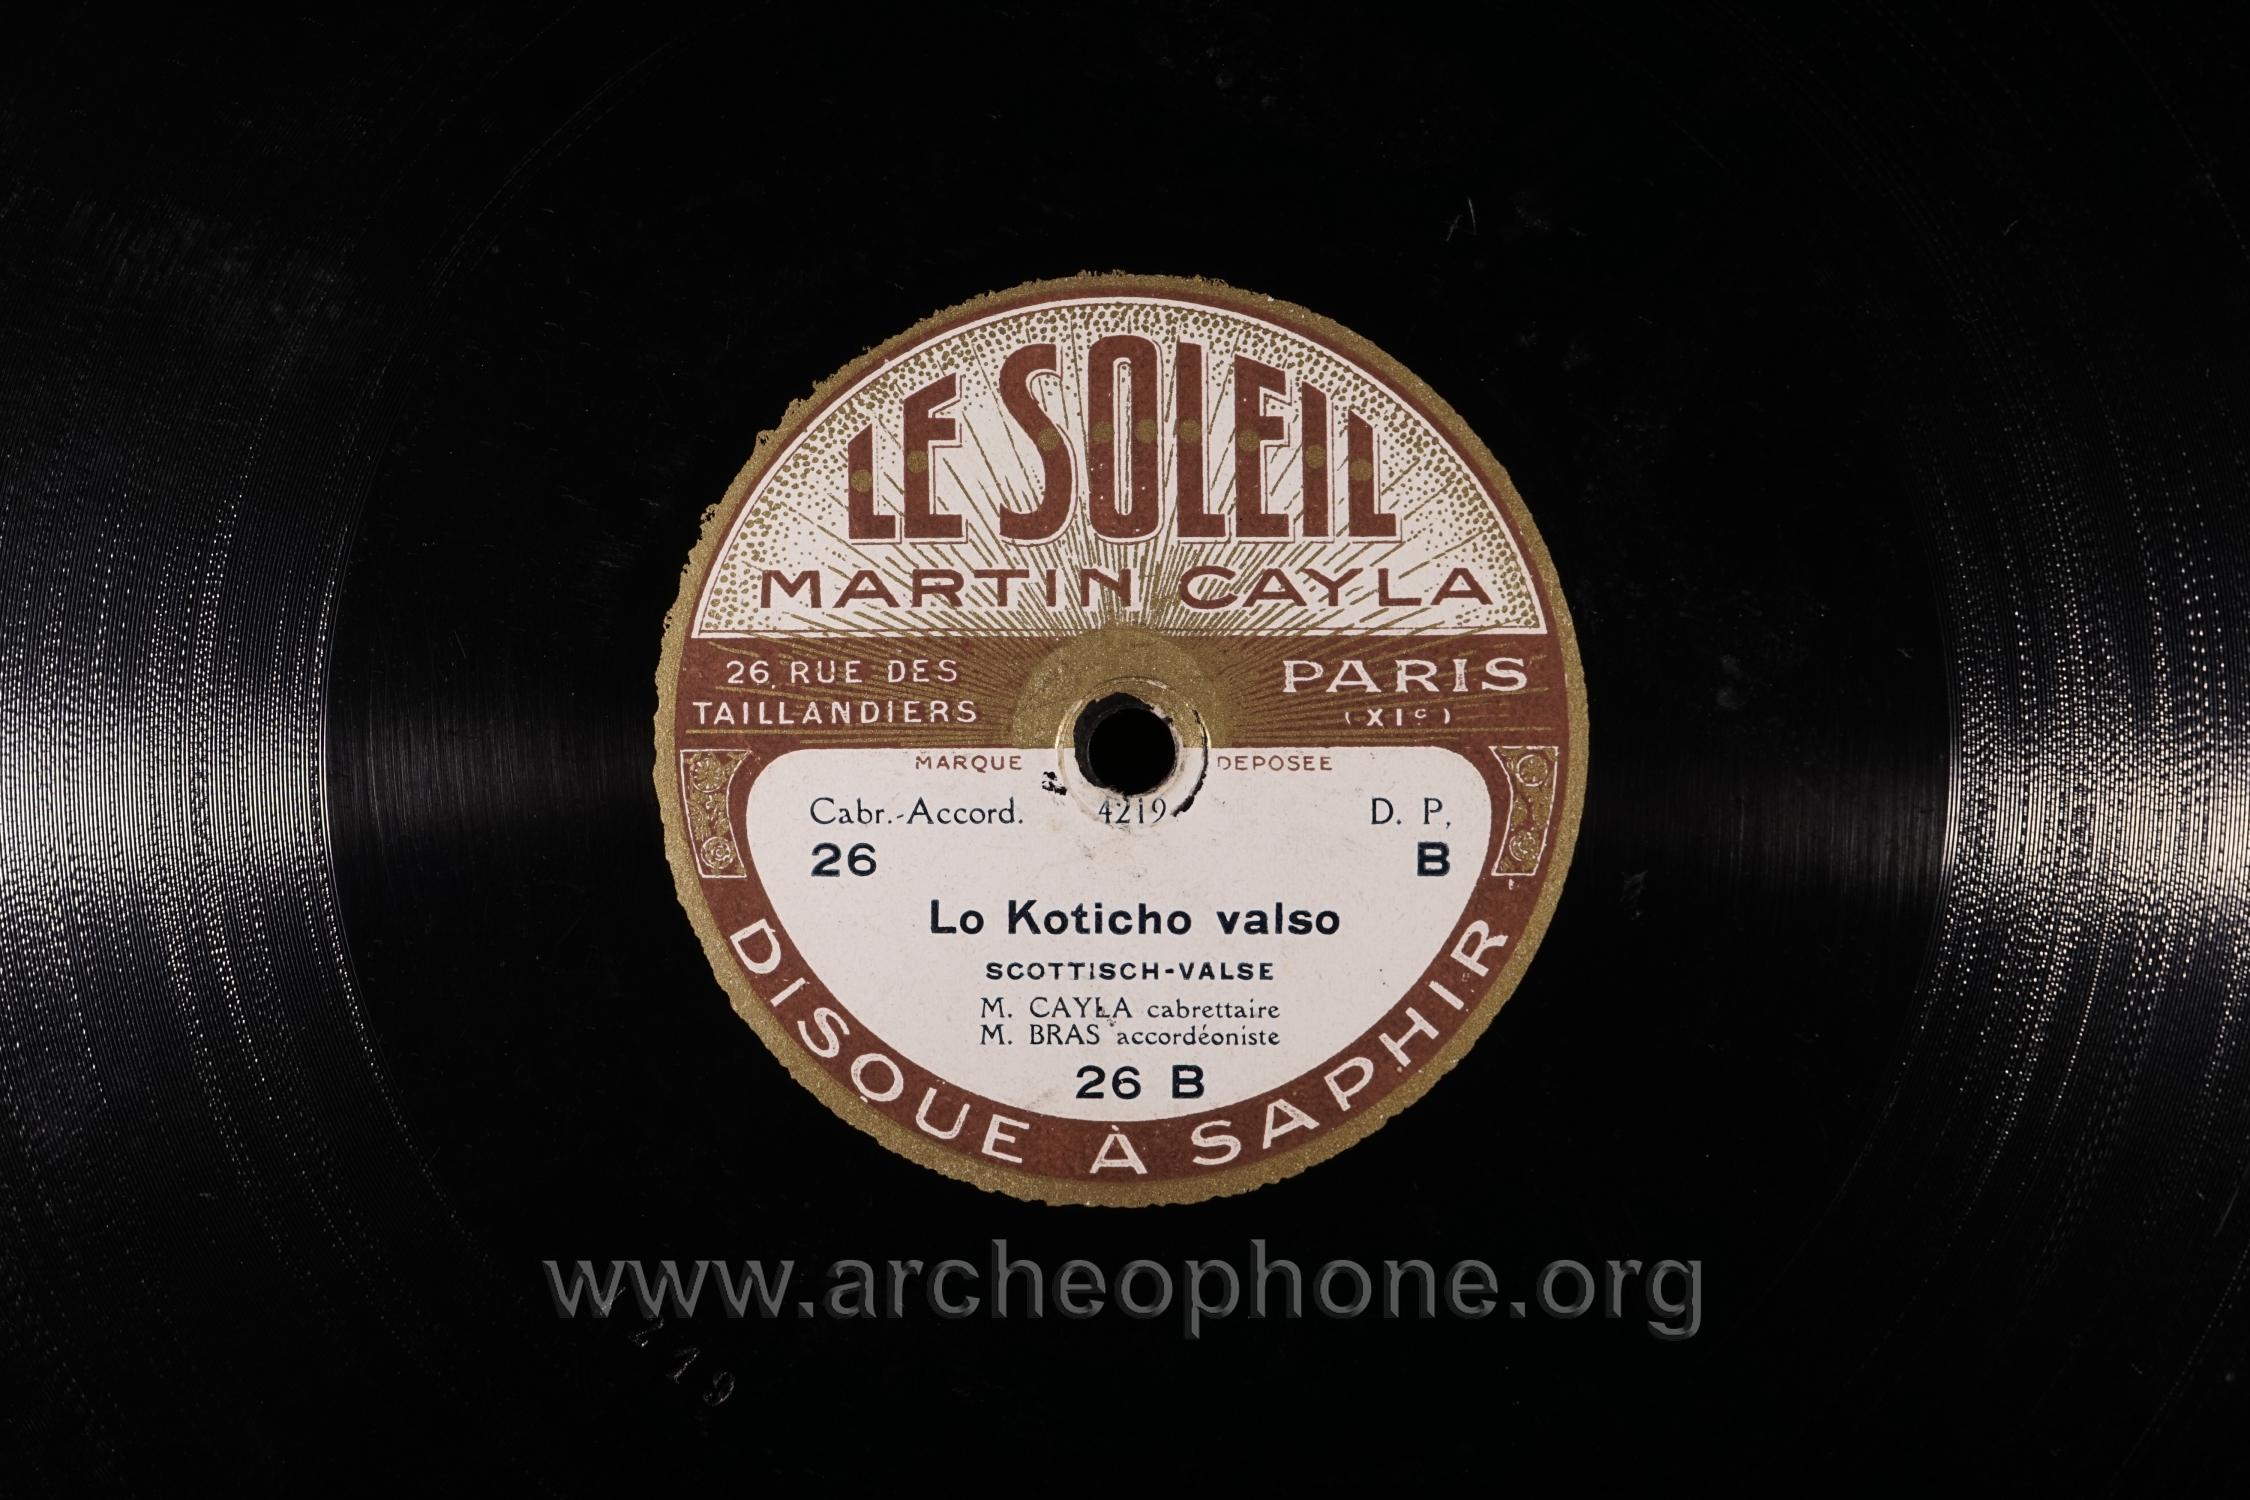 LE SOLEIL
MARTIN CAYLA
26, RUE DES
TAILLANDIERS
PARIS
(XIe)
MARQUE DEPOSEE
Cabr.-Accord. 4219 D. P.
26 B
Lo Koticho valso
SCOTTISCH-VALSE
M. CAYLA cabrettaire
M. BRAS accordéoniste
26 B
DISQUE À SAPHIR
www.archeophone.org